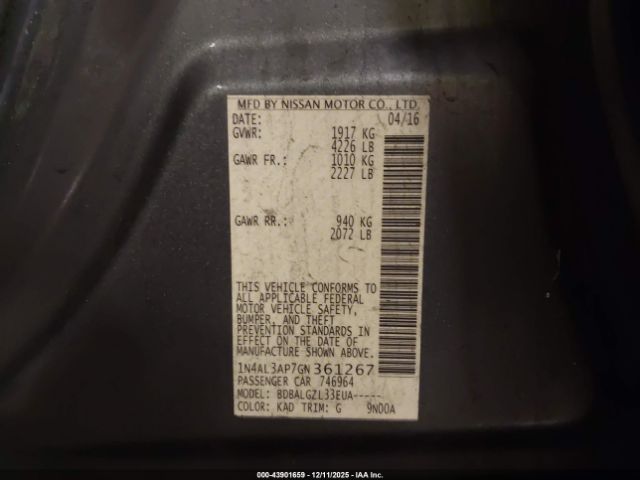 MFD BY NISSAN MOTOR CO., LTD.
DATE: 04/16
GVWR: 1917 KG
4226 LB
GAWR FR.: 1010 KG
2227 LB
GAWR RR.: 940 KG
2072 LB
THIS VEHICLE CONFORMS TO
ALL APPLICABLE FEDERAL
MOTOR VEHICLE SAFETY,
BUMPER, AND THEFT
PREVENTION STANDARDS IN
EFFECT ON THE DATE OF
MANUFACTURE SHOWN ABOVE.
1N4AL3AP7GN361267
PASSENGER CAR 746964
MODEL: BDBALGZL33EUA-----
COLOR: KAD TRIM: G 9N00A
000-43901659 - 12/11/2025 - © IAA Inc.